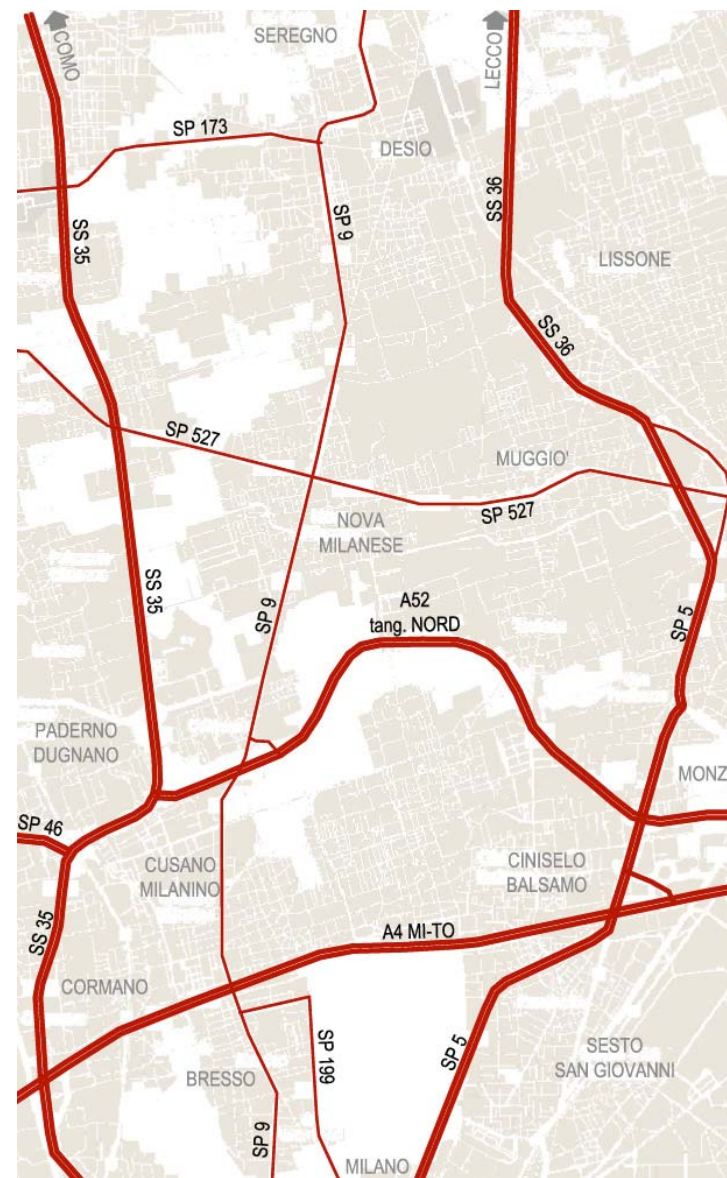 SEREGNO
COMO
LECCO
SP 173
DESIO
SS 35
SP 9
SS 36
LISSONE
SS 36
SP 527
MUGGIO'
SP 527
NOVA
MILANESE
SS 35
SP 9
A52
tang. NORD
SP 5
PADERNO
DUGNANO
MONZ
SP 46
CUSANO
MILANINO
CINISELO
BALSAMO
SS 35
A4 MI-TO
CORMANO
SP 5
SESTO
SAN GIOVANNI
SP 199
BRESSO
SP 9
MILANO